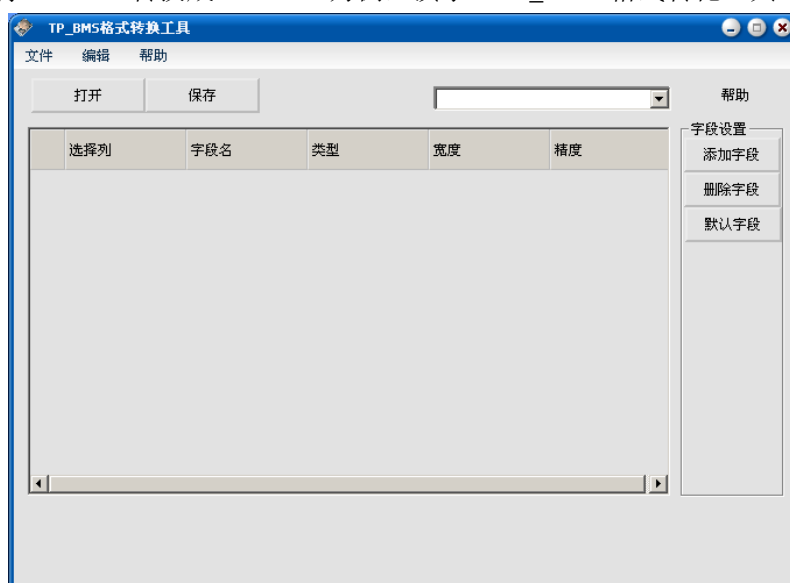 TP_BMS格式转换工具
文件 编辑 帮助
打开 保存 帮助
字段设置
选择列 字段名 类型 宽度 精度 添加字段
删除字段
默认字段